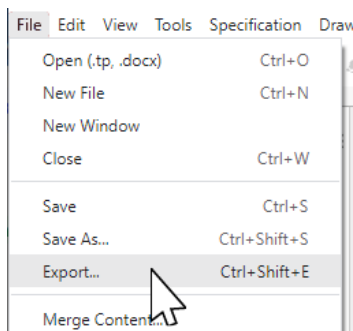 File Edit View Tools Specification Draw
Open (.tp, .docx) Ctrl+O
New File Ctrl+N
New Window
Close Ctrl+W
Save Ctrl+S
Save As... Ctrl+Shift+S
Export... Ctrl+Shift+E
Merge Content...